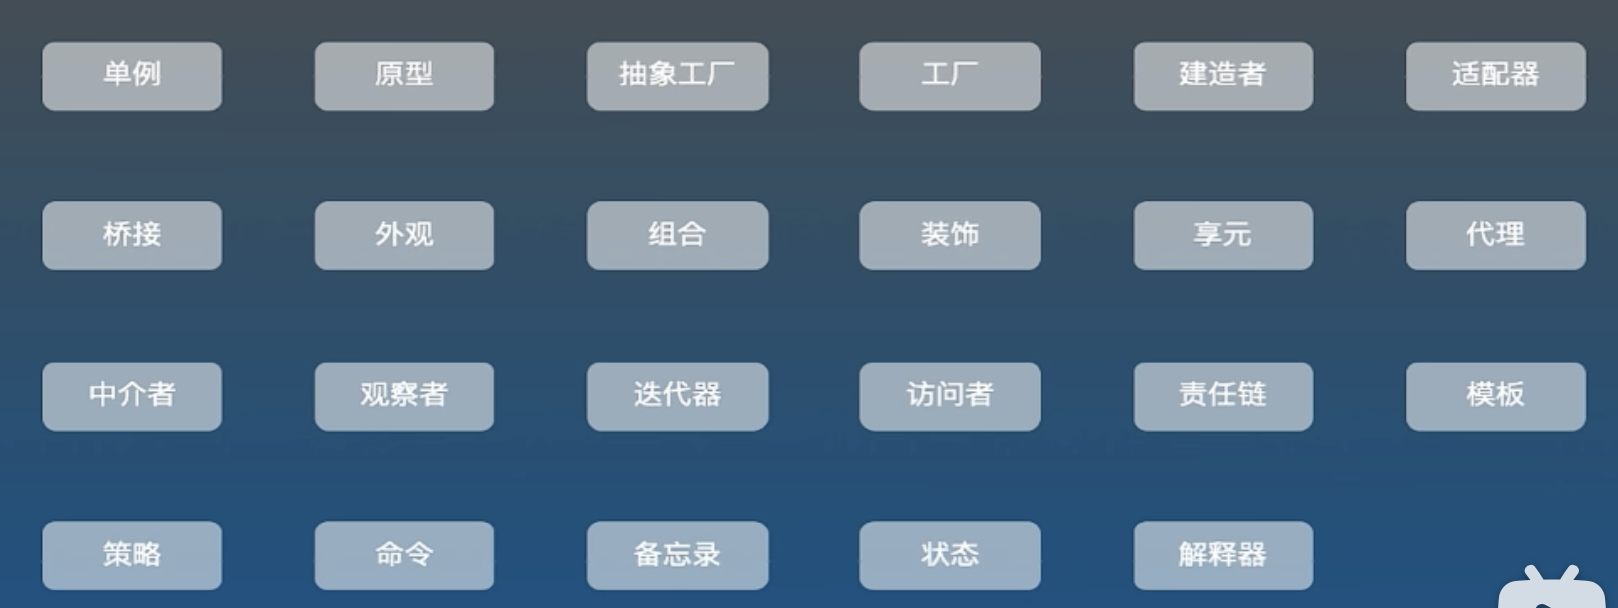 单例 原型 抽象工厂 工厂 建造者 适配器
桥接 外观 组合 装饰 享元 代理
中介者 观察者 迭代器 访问者 责任链 模板
策略 命令 备忘录 状态 解释器